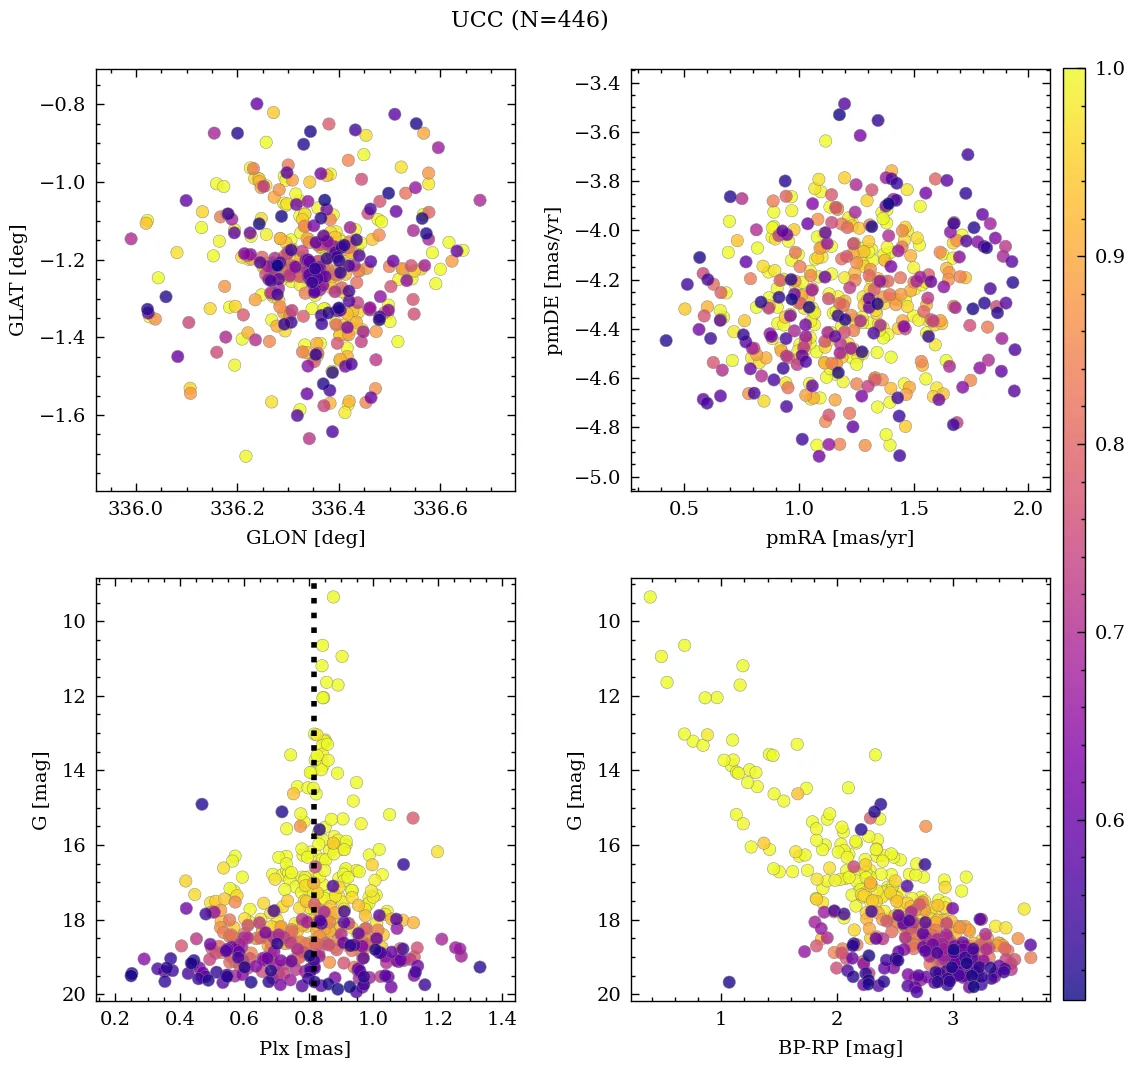 UCC (N=446)
−0.8
−1.0
−1.2
−1.4
−1.6
GLAT [deg]
336.0 336.2 336.4 336.6
GLON [deg]
−3.4
−3.6
−3.8
−4.0
−4.2
−4.4
−4.6
−4.8
−5.0
pmDE [mas/yr]
0.5 1.0 1.5 2.0
pmRA [mas/yr]
1.0
0.9
0.8
0.7
0.6
10
12
14
16
18
20
G [mag]
0.2 0.4 0.6 0.8 1.0 1.2 1.4
Plx [mas]
10
12
14
16
18
20
G [mag]
1 2 3
BP-RP [mag]